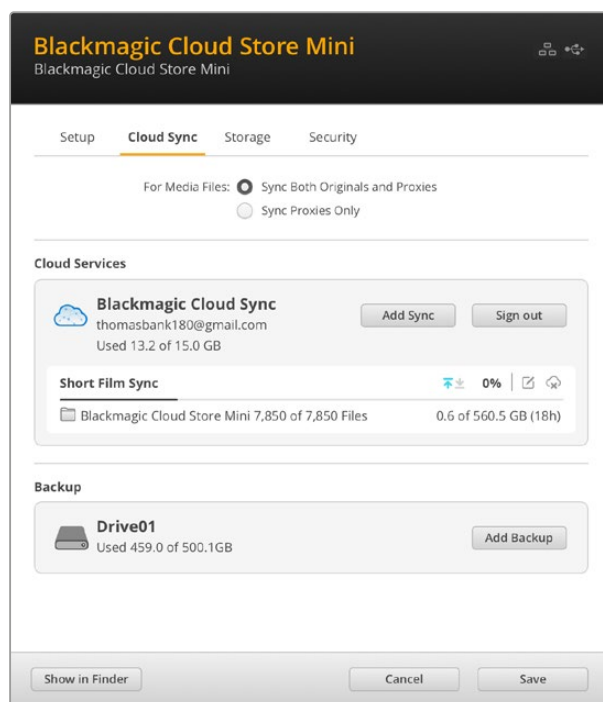 Blackmagic Cloud Store Mini
Blackmagic Cloud Store Mini
Setup Cloud Sync Storage Security
For Media Files: Sync Both Originals and Proxies
Sync Proxies Only
Cloud Services
Blackmagic Cloud Sync
thomasbank180@gmail.com
Used 13.2 of 15.0 GB
Add Sync Sign out
Short Film Sync 0%
Blackmagic Cloud Store Mini 7,850 of 7,850 Files 0.6 of 560.5 GB (18h)
Backup
Drive01
Used 459.0 of 500.1GB
Add Backup
Show in Finder Cancel Save